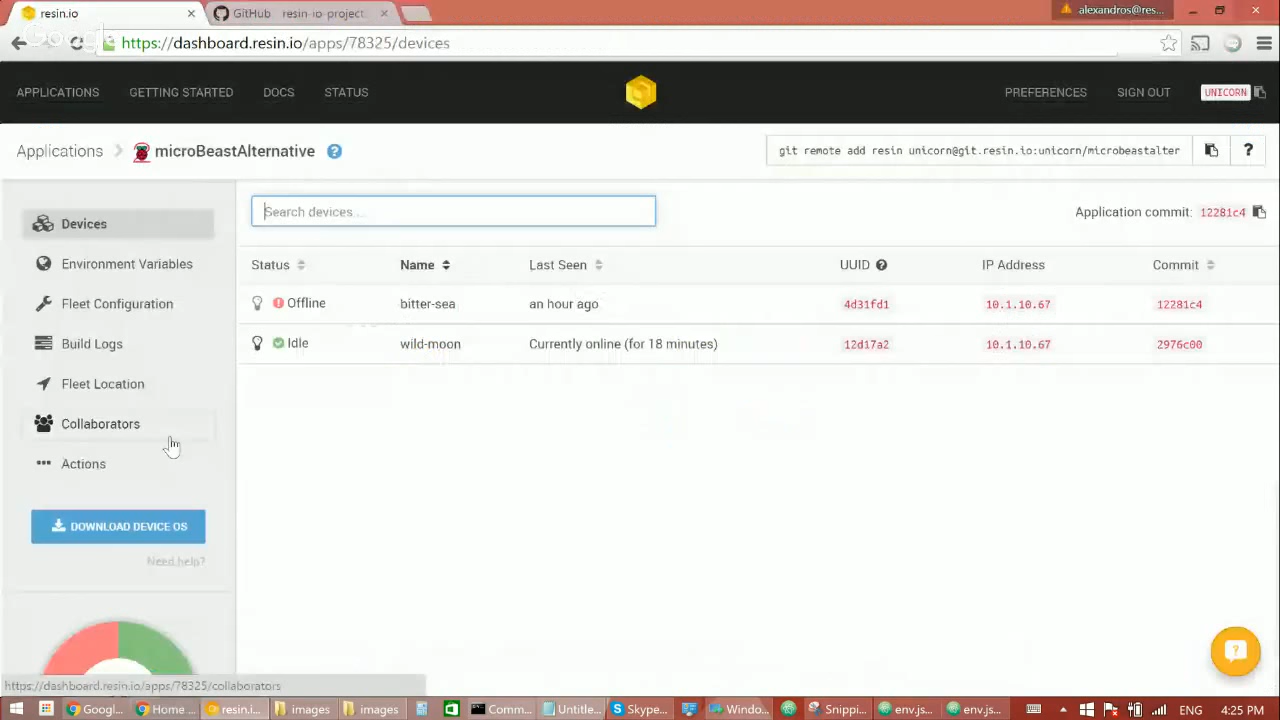 resin.io
GitHub - resin-io-project
alexandros@res...
Google
https://dashboard.resin.io/apps/78325/devices
APPLICATIONS
GETTING STARTED
DOCS
STATUS
PREFERENCES
SIGN OUT
UNICORN
Applications
microBeastAlternative
?
git remote add resin unicorn@git.resin.io:unicorn/microbeastalter
?
Devices
Environment Variables
Fleet Configuration
Build Logs
Fleet Location
Collaborators
Actions
DOWNLOAD DEVICE OS
Need help?
Search devices ...
Application commit: 12281c4
Status Name Last Seen UUID ? IP Address Commit
Offline bitter-sea an hour ago 4d31fd1 10.1.10.67 12281c4
Idle wild-moon Currently online (for 18 minutes) 12d17a2 10.1.10.67 2976c00
?
https://dashboard.resin.io/apps/78325/collaborators
Googl...
Home ...
resin.i...
images
images
Comm...
Untitle...
Skype...
Windo...
Snippi...
env.js...
env.js...
ENG
4:25 PM